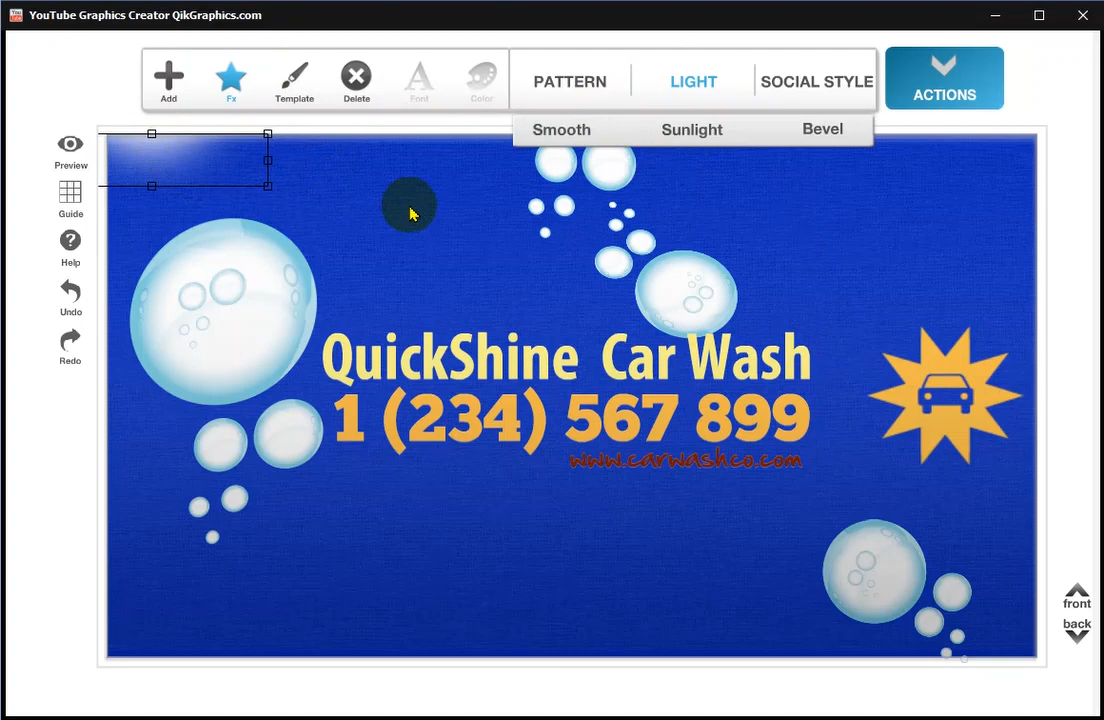 YouTube Graphics Creator QikGraphics.com
Add
Fx
Template
Delete
Font
Color
PATTERN
LIGHT
SOCIAL STYLE
ACTIONS
Smooth
Sunlight
Bevel
Preview
Guide
Help
Undo
Redo
QuickShine Car Wash
1 (234) 567 899
www.carwashco.com
front
back